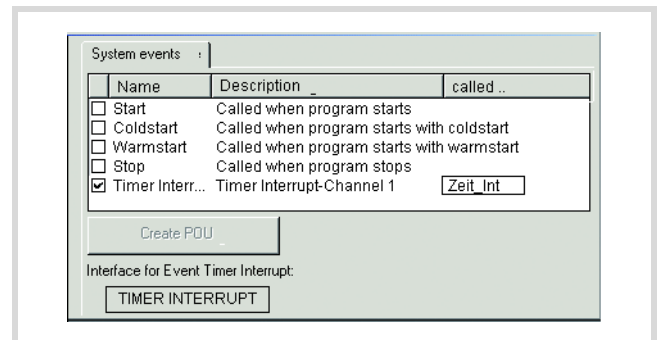 System events
Name Description called ..
Start Called when program starts
Coldstart Called when program starts with coldstart
Warmstart Called when program starts with warmstart
Stop Called when program stops
Timer Interr... Timer Interrupt-Channel 1 Zeit_Int
Create POU
Interface for Event Timer Interrupt:
TIMER INTERRUPT